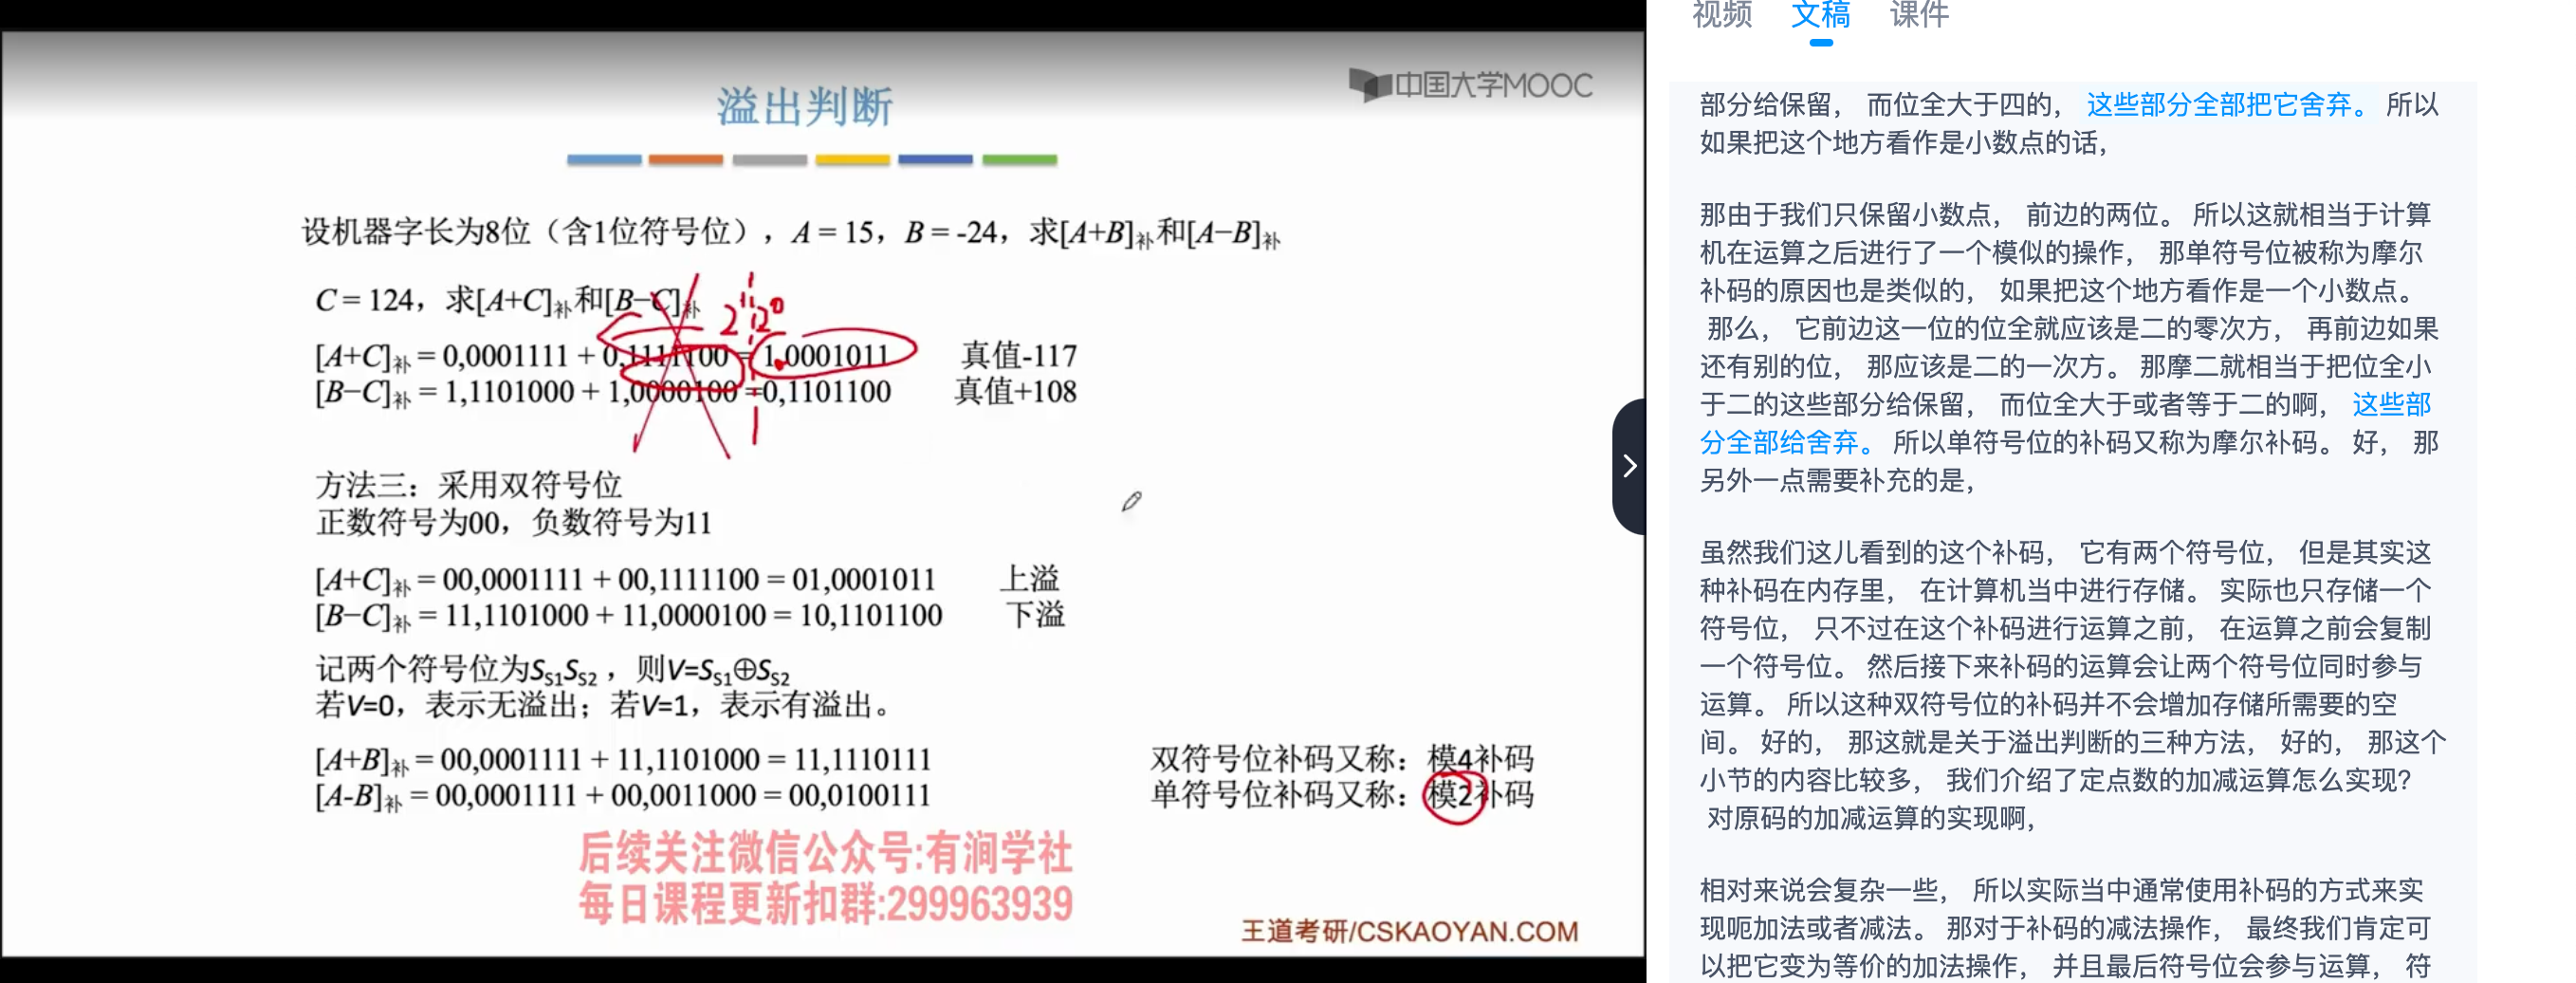 溢出判断
中国大学MOOC
设机器字长为8位（含1位符号位），A = 15，B = -24，求[A+B]补和[A−B]补
C = 124，求[A+C]补和[B−C]补
2¹ 2⁰
[A+C]补 = 0,0001111 + 0,1111100 = 1,0001011 真值-117
[B−C]补 = 1,1101000 + 1,0000100 =0,1101100 真值+108
方法三：采用双符号位
正数符号为00，负数符号为11
[A+C]补 = 00,0001111 + 00,1111100 = 01,0001011 上溢
[B−C]补 = 11,1101000 + 11,0000100 = 10,1101100 下溢
记两个符号位为SS1SS2 ，则V=SS1⊕SS2
若V=0，表示无溢出；若V=1，表示有溢出。
[A+B]补 = 00,0001111 + 11,1101000 = 11,1110111
[A-B]补 = 00,0001111 + 00,0011000 = 00,0100111
双符号位补码又称：模4补码
单符号位补码又称：模2补码
后续关注微信公众号:有涧学社
每日课程更新扣群:299963939
王道考研/CSKAOYAN.COM
视频 文稿 课件
部分给保留， 而位全大于四的， 这些部分全部把它舍弃。 所以
如果把这个地方看作是小数点的话，
那由于我们只保留小数点， 前边的两位。 所以这就相当于计算
机在运算之后进行了一个模似的操作， 那单符号位被称为摩尔
补码的原因也是类似的， 如果把这个地方看作是一个小数点。
那么， 它前边这一位的位全就应该是二的零次方， 再前边如果
还有别的位， 那应该是二的一次方。 那摩二就相当于把位全小
于二的这些部分给保留， 而位全大于或者等于二的啊， 这些部
分全部给舍弃。 所以单符号位的补码又称为摩尔补码。 好， 那
另外一点需要补充的是，
虽然我们这儿看到的这个补码， 它有两个符号位， 但是其实这
种补码在内存里， 在计算机当中进行存储。 实际也只存储一个
符号位， 只不过在这个补码进行运算之前， 在运算之前会复制
一个符号位。 然后接下来补码的运算会让两个符号位同时参与
运算。 所以这种双符号位的补码并不会增加存储所需要的空
间。 好的， 那这就是关于溢出判断的三种方法， 好的， 那这个
小节的内容比较多， 我们介绍了定点数的加减运算怎么实现？
对原码的加减运算的实现啊，
相对来说会复杂一些， 所以实际当中通常使用补码的方式来实
现呃加法或者减法。 那对于补码的减法操作， 最终我们肯定可
以把它变为等价的加法操作， 并且最后符号位会参与运算， 符